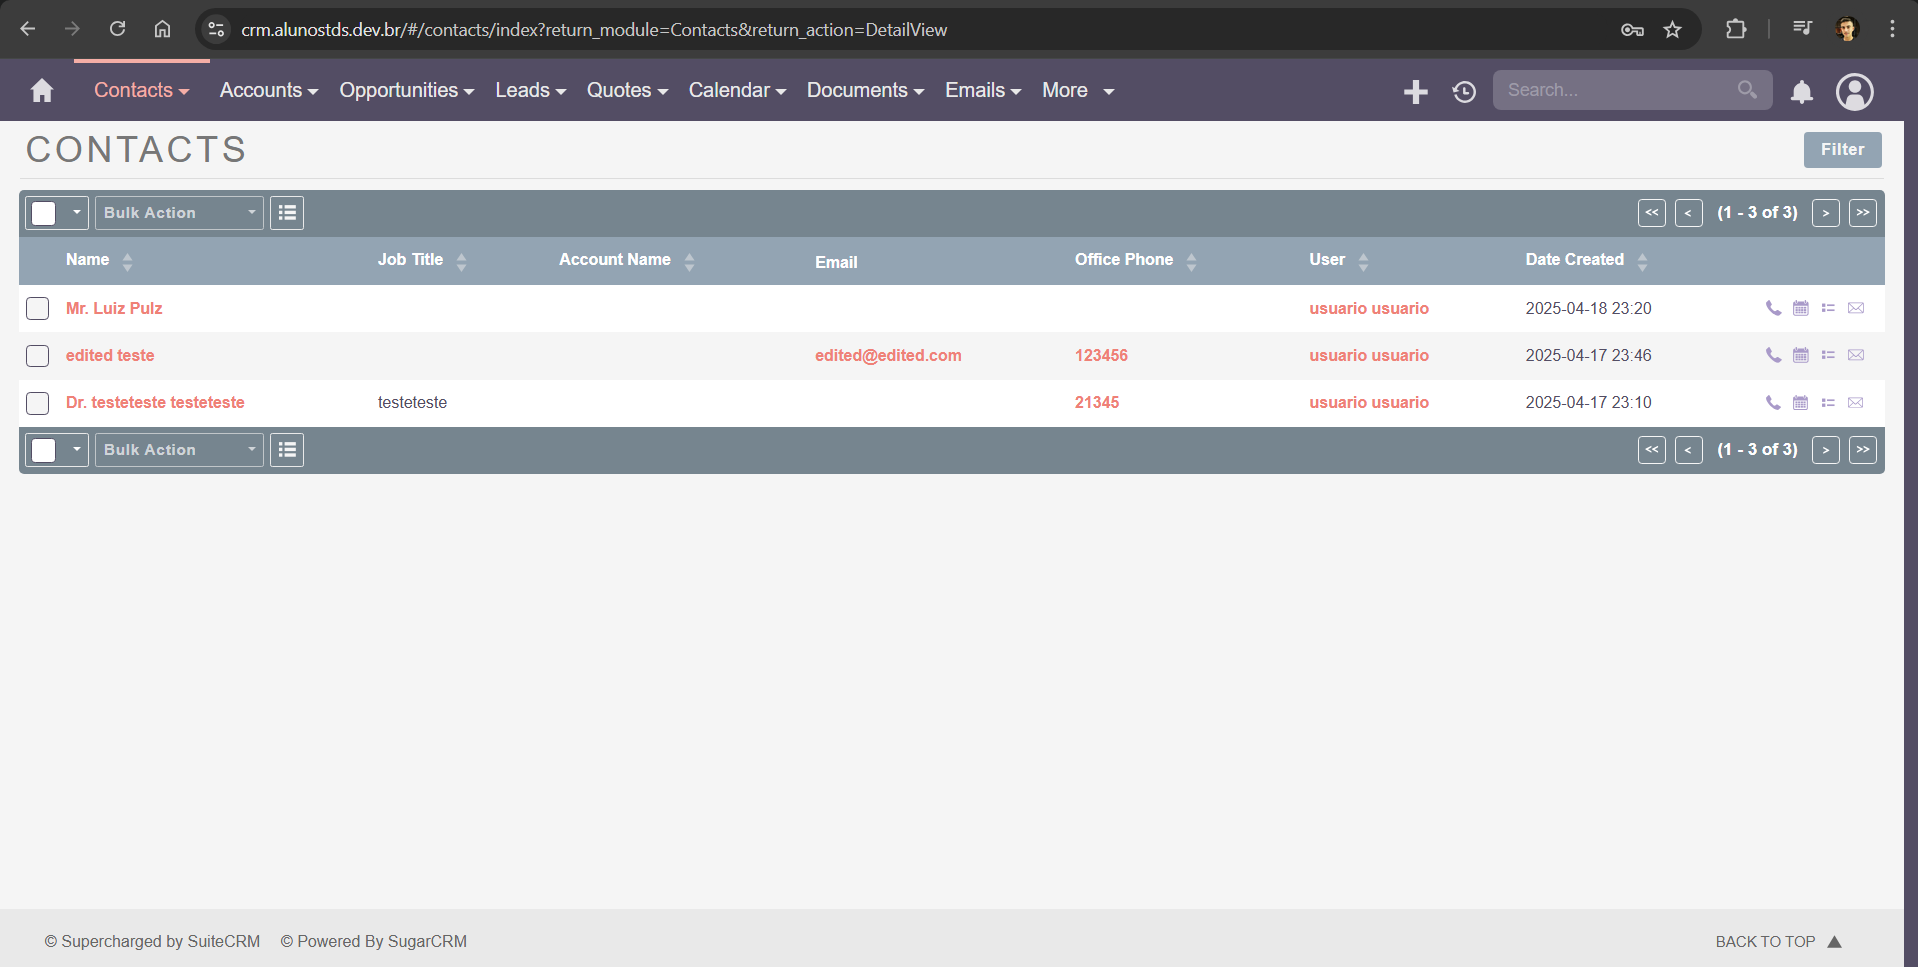 crm.alunostds.dev.br/#/contacts/index?return_module=Contacts&return_action=DetailView
Contacts Accounts Opportunities Leads Quotes Calendar Documents Emails More Search...
CONTACTS Filter
Bulk Action << < (1 - 3 of 3) > >>
Name Job Title Account Name Email Office Phone User Date Created
Mr. Luiz Pulz usuario usuario 2025-04-18 23:20
edited teste edited@edited.com 123456 usuario usuario 2025-04-17 23:46
Dr. testeteste testeteste testeteste 21345 usuario usuario 2025-04-17 23:10
Bulk Action << < (1 - 3 of 3) > >>
© Supercharged by SuiteCRM © Powered By SugarCRM BACK TO TOP